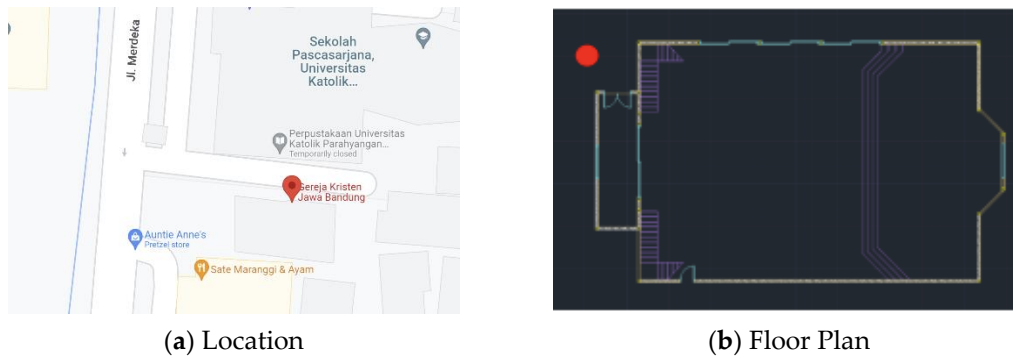 Jl. Merdeka
Sekolah
Pascasarjana,
Universitas
Katolik...
Perpustakaan Universitas
Katolik Parahyangan...
Temporarily closed
Gereja Kristen
Jawa Bandung
Auntie Anne's
Pretzel store
Sate Maranggi & Ayam
(a) Location
(b) Floor Plan